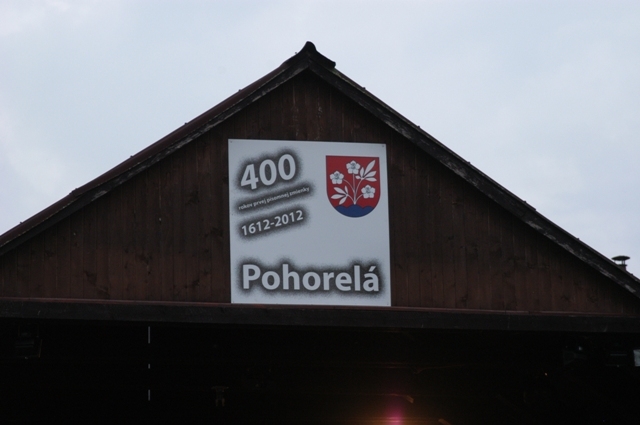 400
rokov prvej písomnej zmienky
1612-2012
Pohorelá